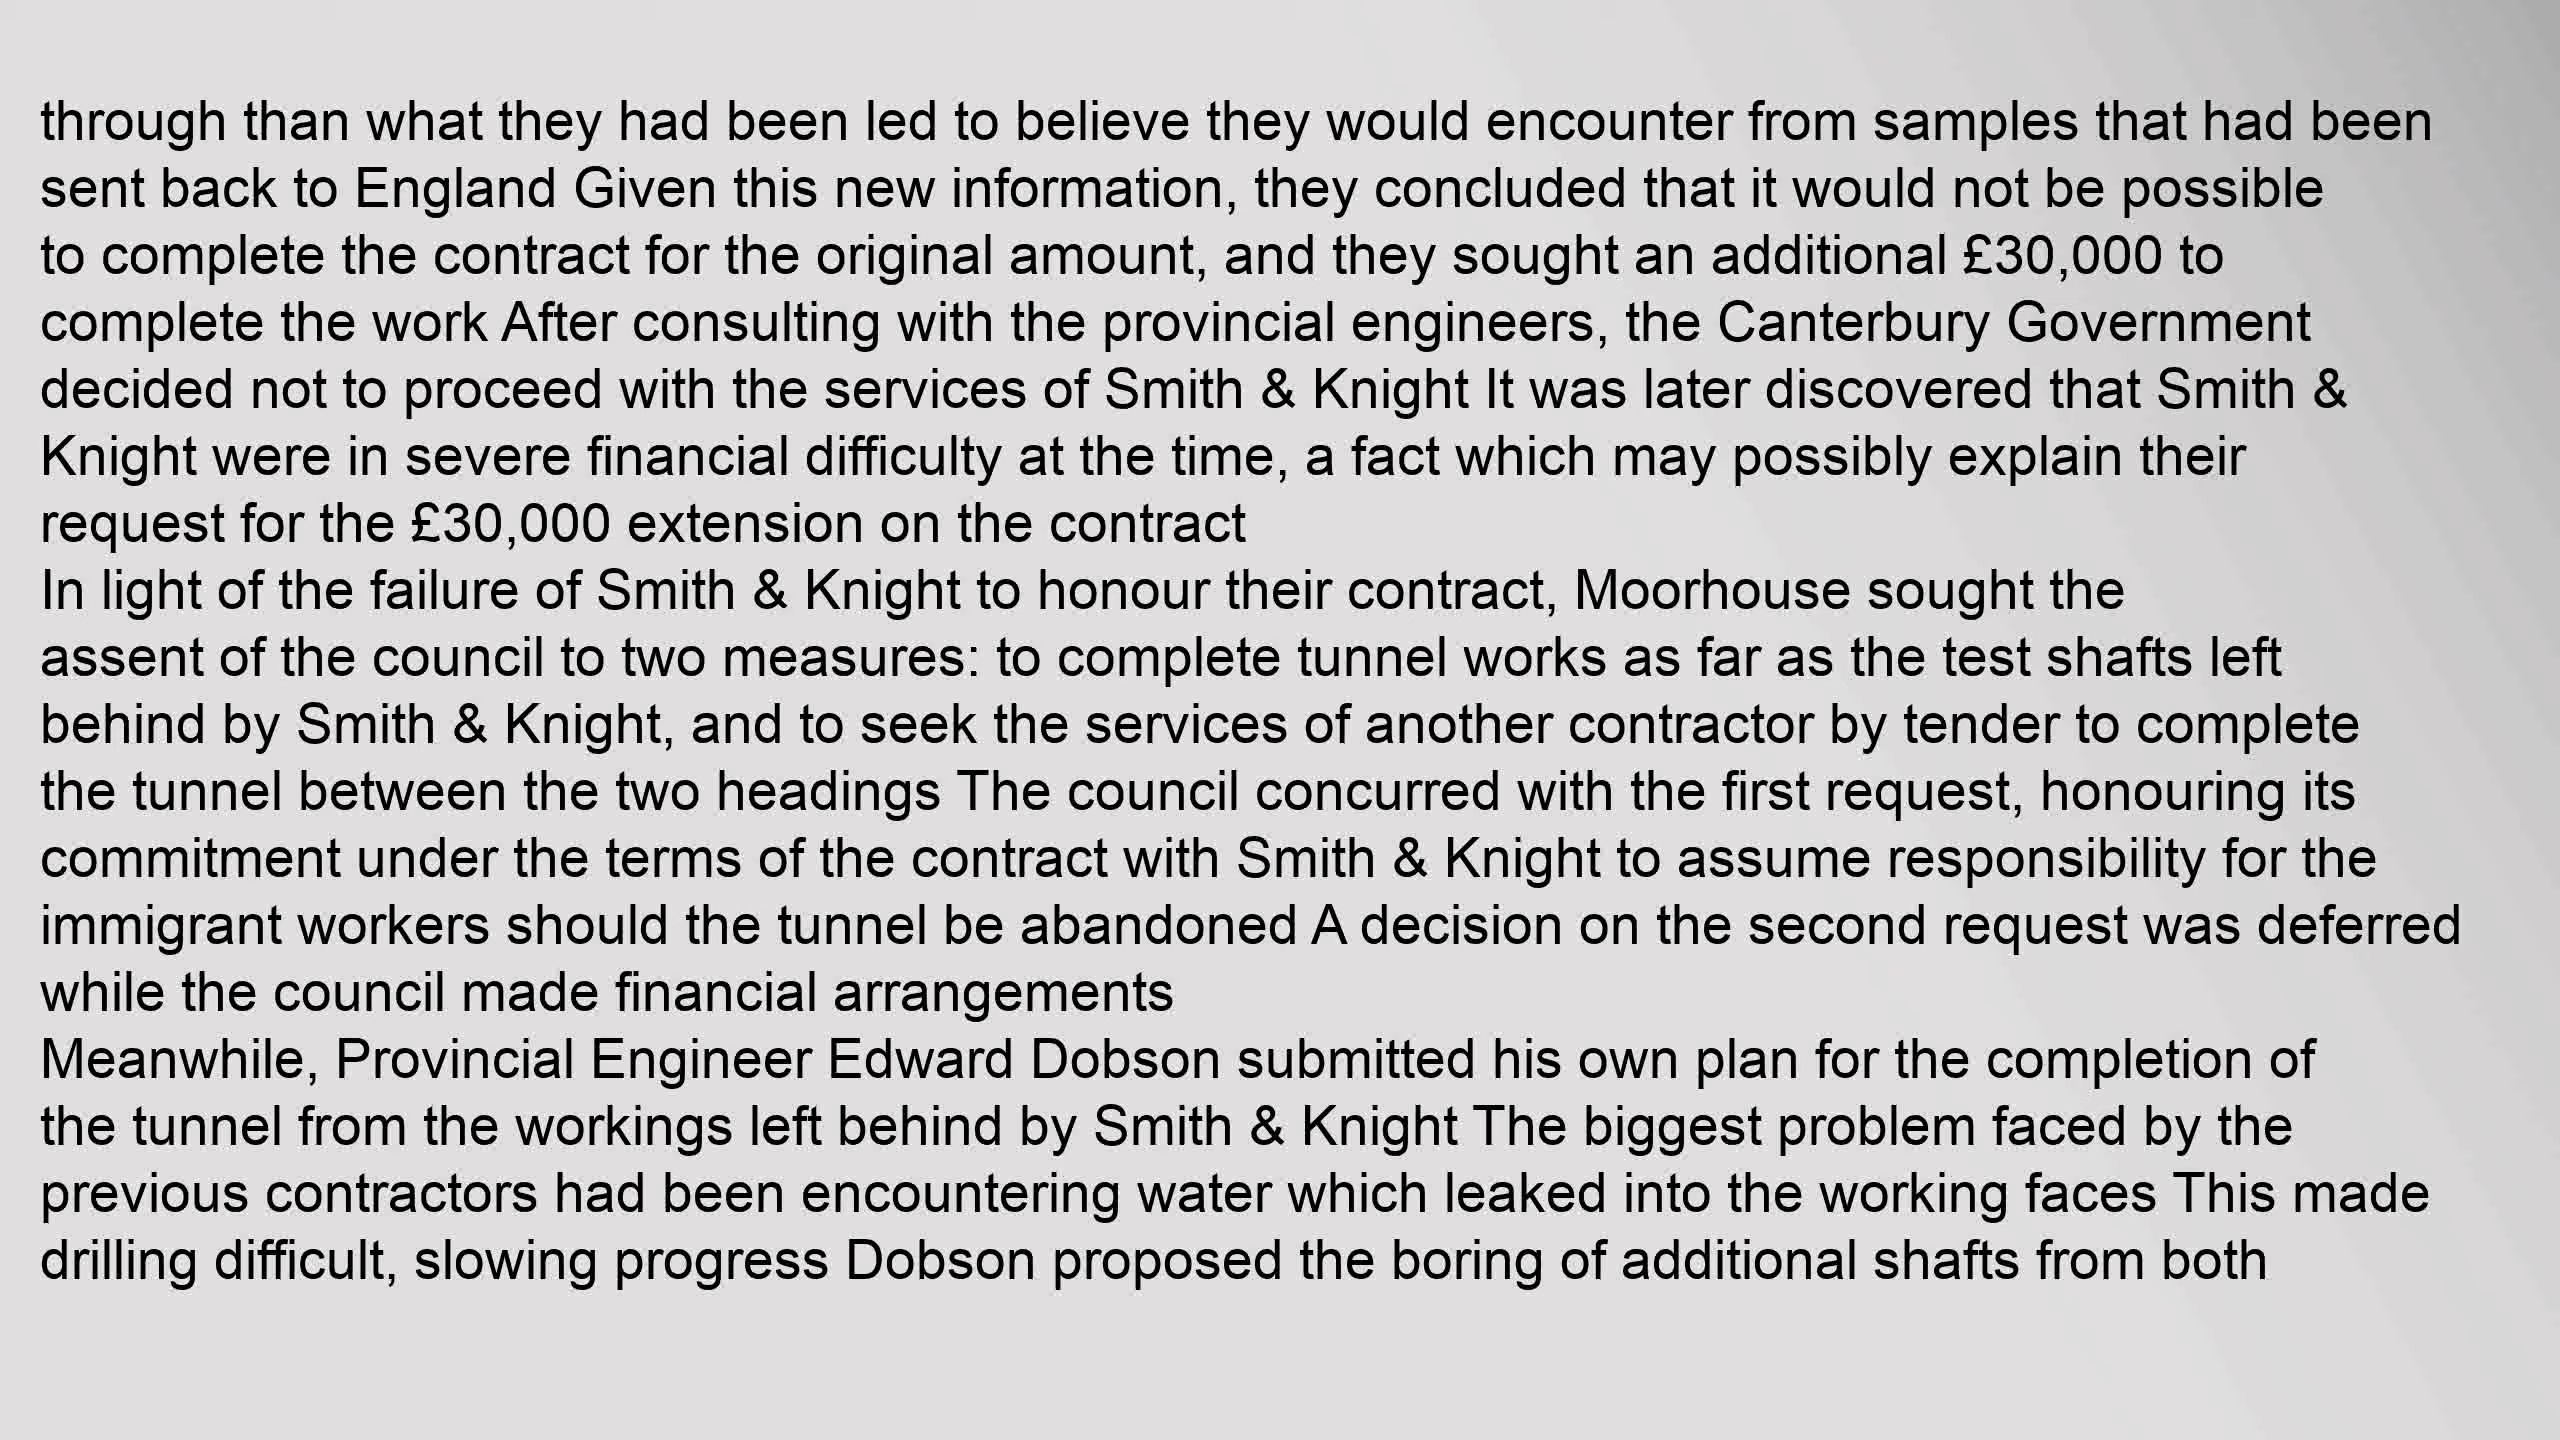 through than what they had been led to believe they would encounter from samples that had been
sent back to England Given this new information, they concluded that it would not be possible
to complete the contract for the original amount, and they sought an additional £30,000 to
complete the work After consulting with the provincial engineers, the Canterbury Government
decided not to proceed with the services of Smith & Knight It was later discovered that Smith &
Knight were in severe financial difficulty at the time, a fact which may possibly explain their
request for the £30,000 extension on the contract
In light of the failure of Smith & Knight to honour their contract, Moorhouse sought the
assent of the council to two measures: to complete tunnel works as far as the test shafts left
behind by Smith & Knight, and to seek the services of another contractor by tender to complete
the tunnel between the two headings The council concurred with the first request, honouring its
commitment under the terms of the contract with Smith & Knight to assume responsibility for the
immigrant workers should the tunnel be abandoned A decision on the second request was deferred
while the council made financial arrangements
Meanwhile, Provincial Engineer Edward Dobson submitted his own plan for the completion of
the tunnel from the workings left behind by Smith & Knight The biggest problem faced by the
previous contractors had been encountering water which leaked into the working faces This made
drilling difficult, slowing progress Dobson proposed the boring of additional shafts from both